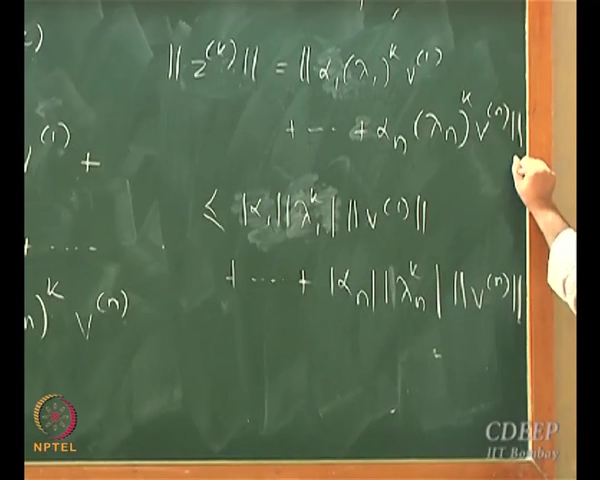 ‖ z^(k) ‖ = ‖ α₁(λ₁)^k v^(1)
+ ... + αₙ(λₙ)^k v^(n) ‖
v^(1) +
≤ |α₁||λ₁^k| ‖ v^(1) ‖
+ ....
+ ... + |αₙ||λₙ^k| ‖ v^(n) ‖
n)^k v^(n)
NPTEL
CDEEP
IIT Bombay